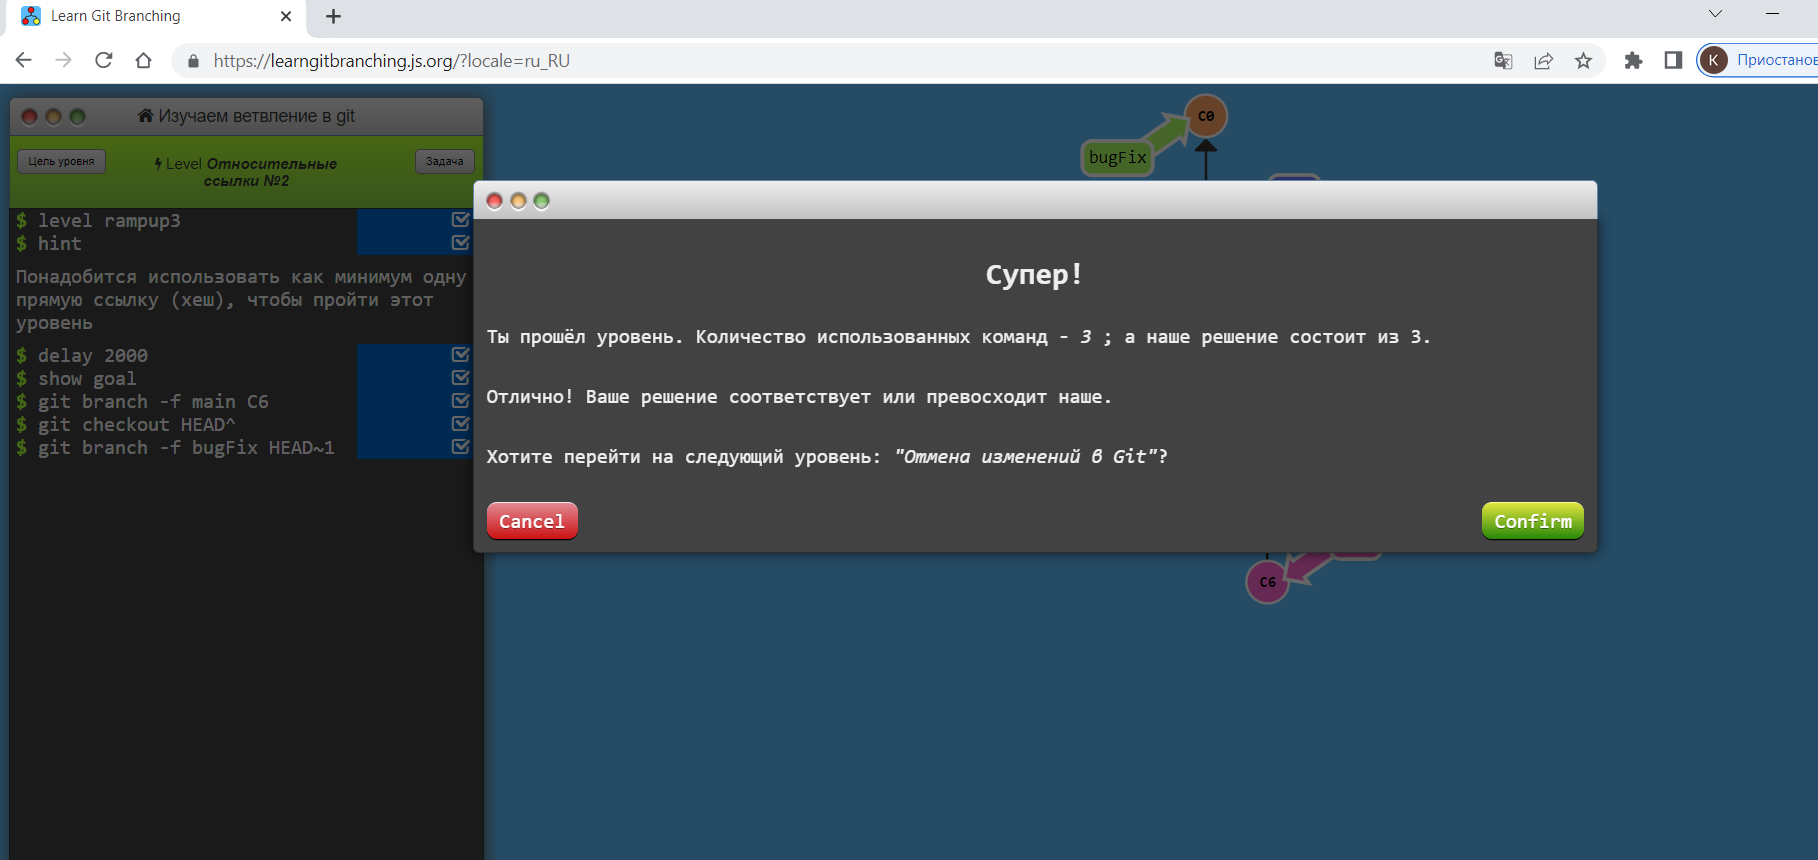 Learn Git Branching
https://learngitbranching.js.org/?locale=ru_RU
K
Приостанов
Изучаем ветвление в git
Цель уровня
Level Относительные
ссылки №2
Задача
$ level rampup3
$ hint
Понадобится использовать как минимум одну
прямую ссылку (хеш), чтобы пройти этот
уровень
$ delay 2000
$ show goal
$ git branch -f main C6
$ git checkout HEAD^
$ git branch -f bugFix HEAD~1
C0
bugFix
Супер!
Ты прошёл уровень. Количество использованных команд - 3 ; а наше решение состоит из 3.
Отлично! Ваше решение соответствует или превосходит наше.
Хотите перейти на следующий уровень: "Отмена изменений в Git"?
Cancel
Confirm
C6